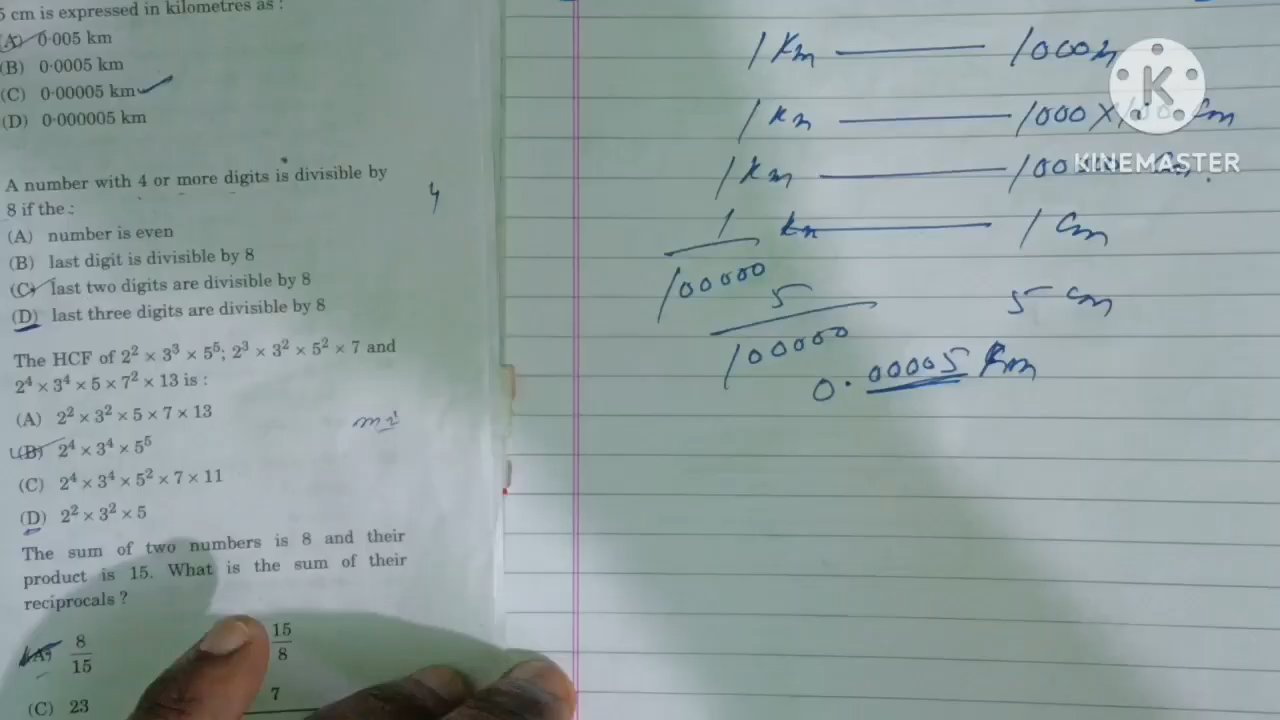 5 cm is expressed in kilometres as :
(A) 0·005 km
(B) 0·0005 km
(C) 0·00005 km
(D) 0·000005 km
A number with 4 or more digits is divisible by
8 if the :
(A) number is even
(B) last digit is divisible by 8
(C) last two digits are divisible by 8
(D) last three digits are divisible by 8
4
The HCF of 2² × 3³ × 5⁵; 2³ × 3² × 5² × 7 and
2⁴ × 3⁴ × 5 × 7² × 13 is :
(A) 2² × 3² × 5 × 7 × 13
(B) 2⁴ × 3⁴ × 5⁵
(C) 2⁴ × 3⁴ × 5² × 7 × 11
(D) 2² × 3² × 5
The sum of two numbers is 8 and their
product is 15. What is the sum of their
reciprocals ?
(A) 8/15
15/8
(C) 23
7
1 km — 1000m
1 km — 1000 × 100 cm
1 km — 100000 cm.
1/100000 km — 1 cm
5/100000 5 cm
0.00005 km
KINEMASTER